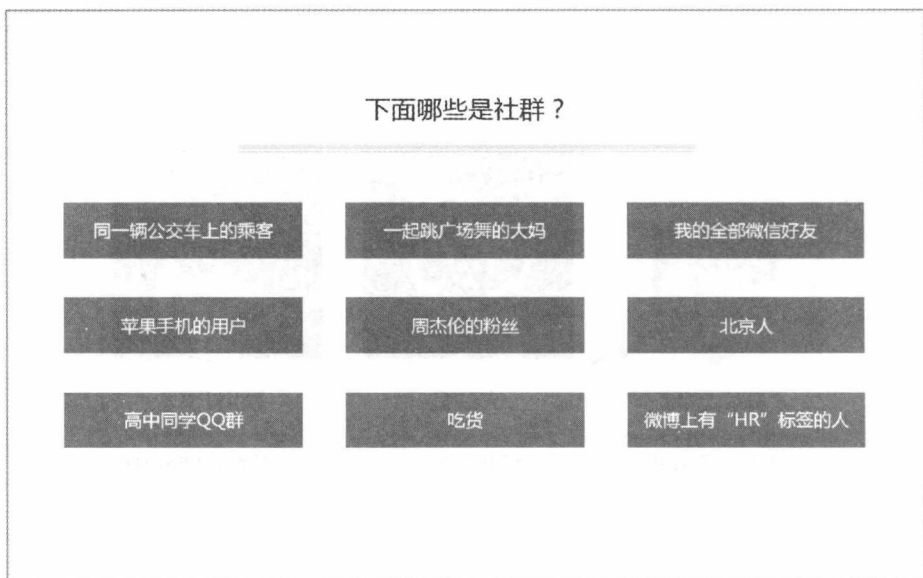 下面哪些是社群？
同一辆公交车上的乘客
一起跳广场舞的大妈
我的全部微信好友
苹果手机的用户
周杰伦的粉丝
北京人
高中同学QQ群
吃货
微博上有“HR”标签的人